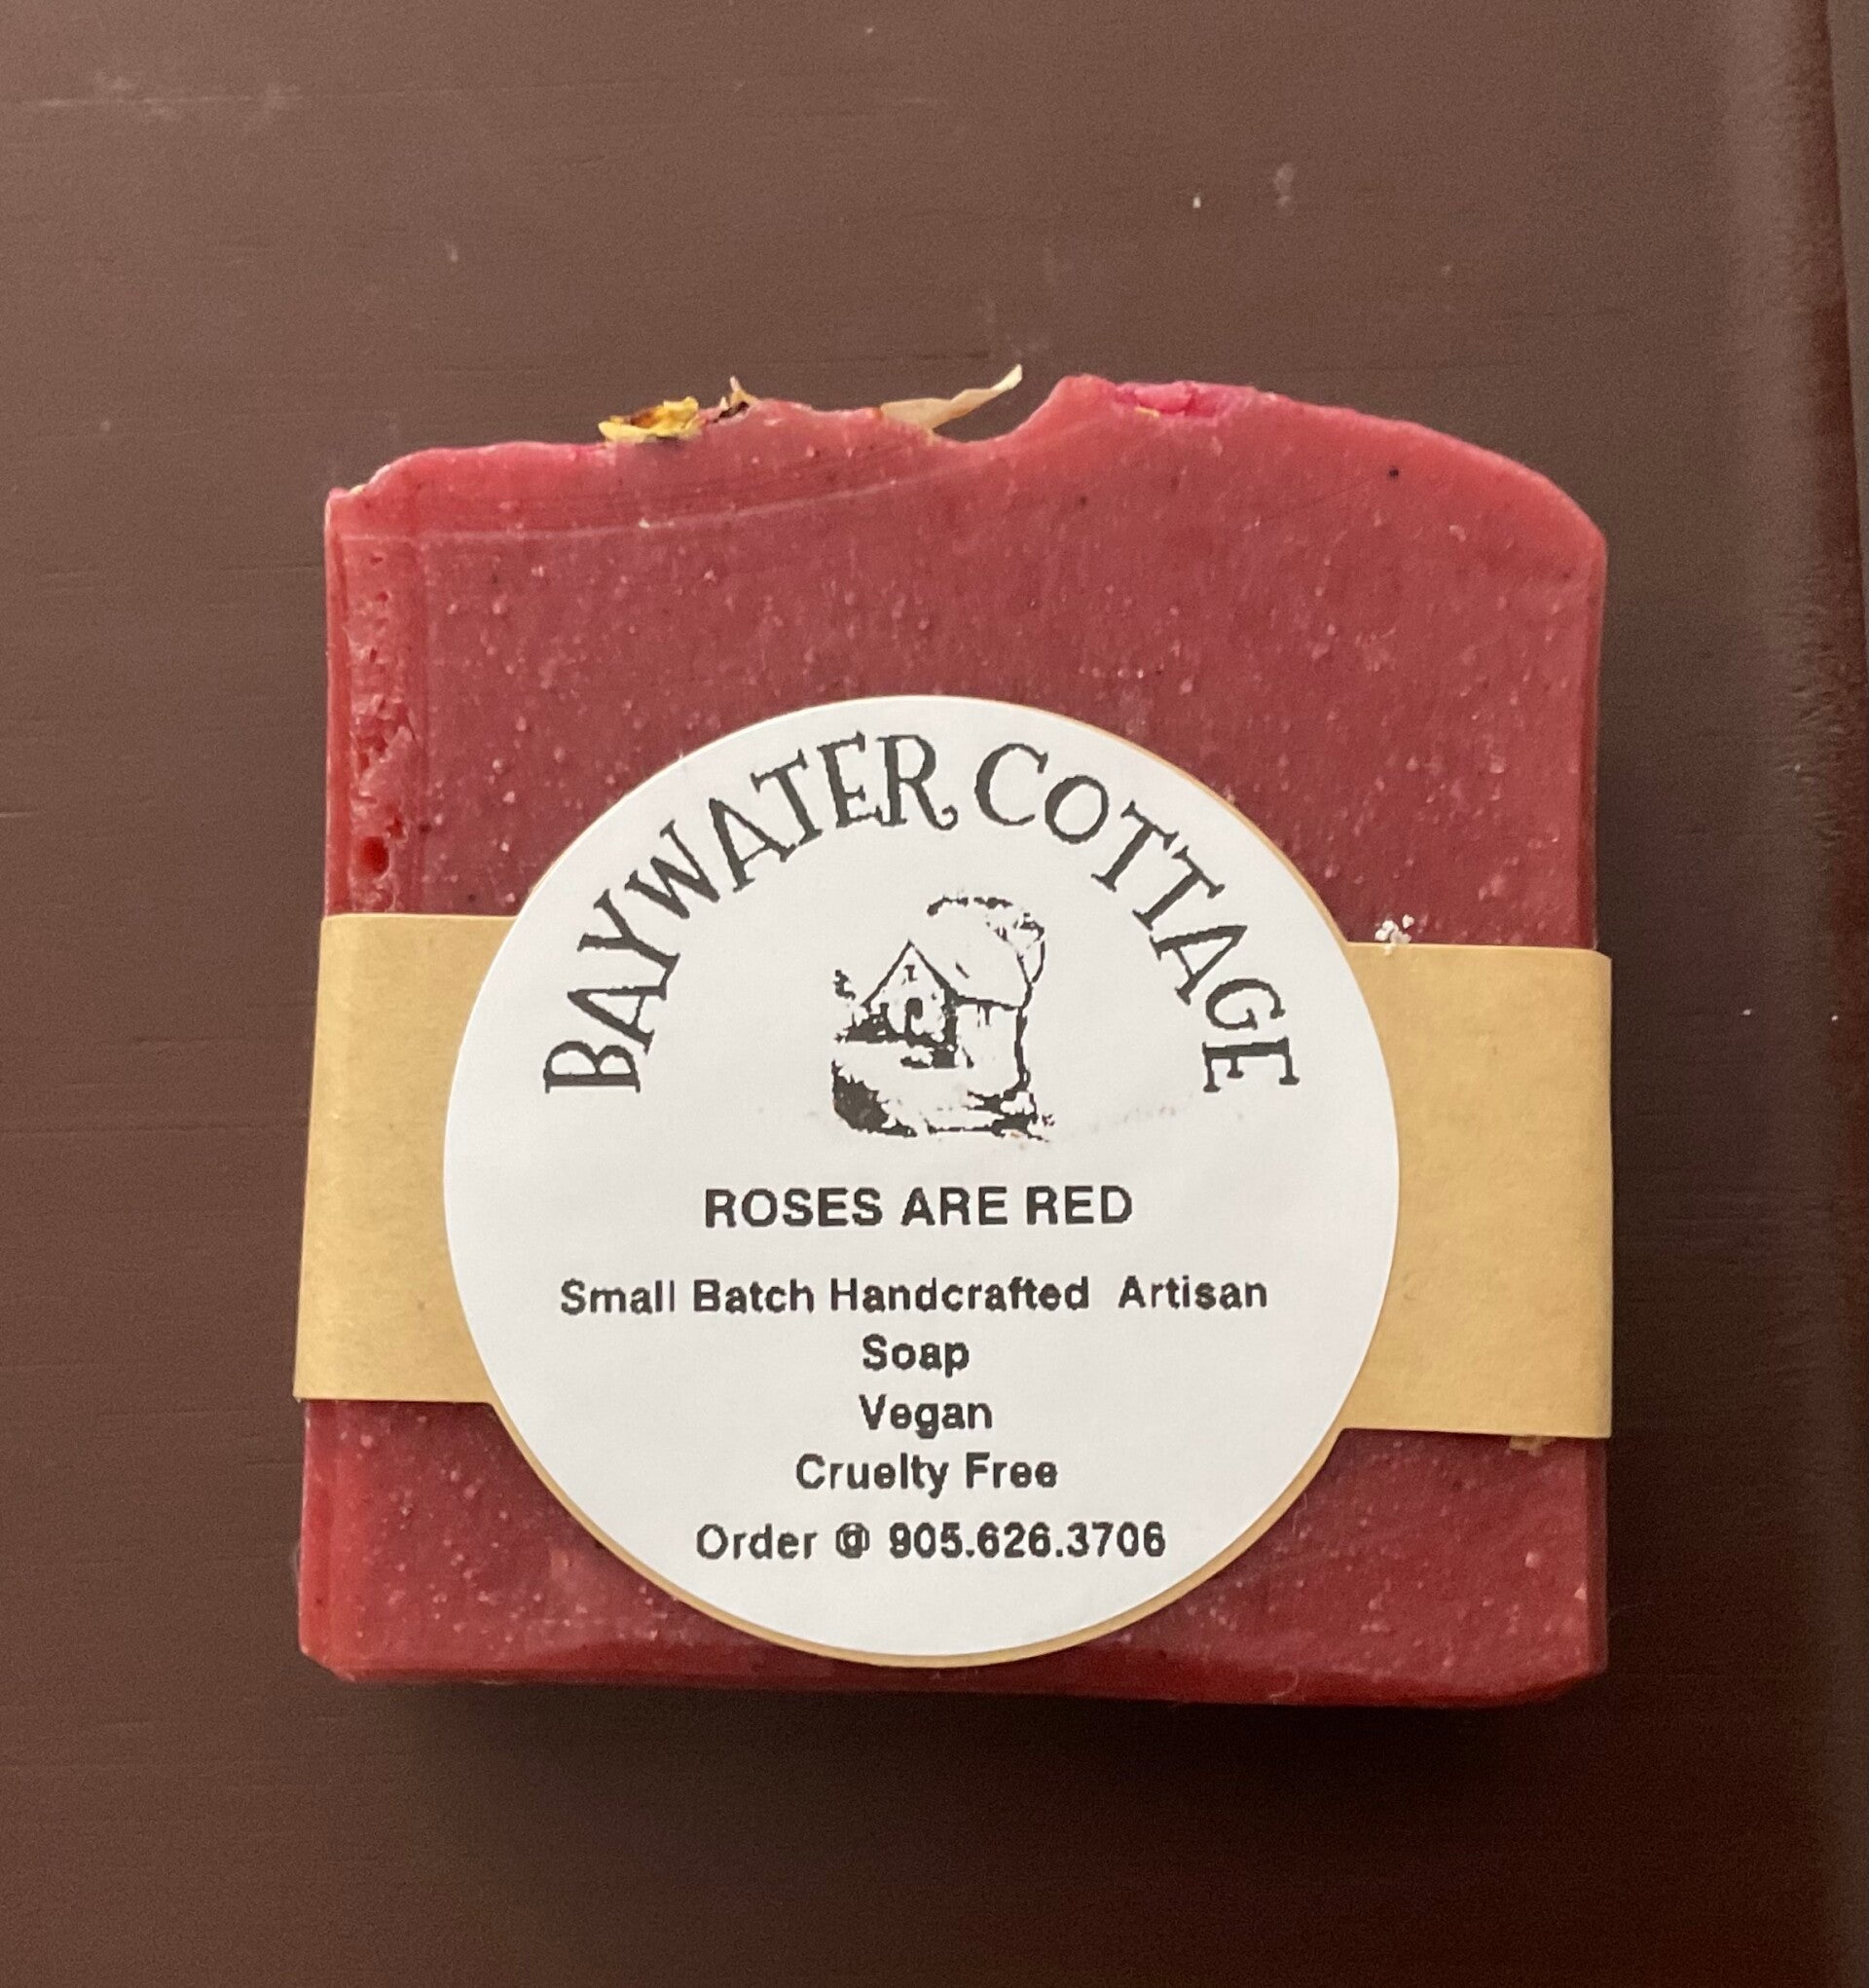 BAYWATER COTTAGE
ROSES ARE RED
Small Batch Handcrafted Artisan
Soap
Vegan
Cruelty Free
Order @ 905.626.3706